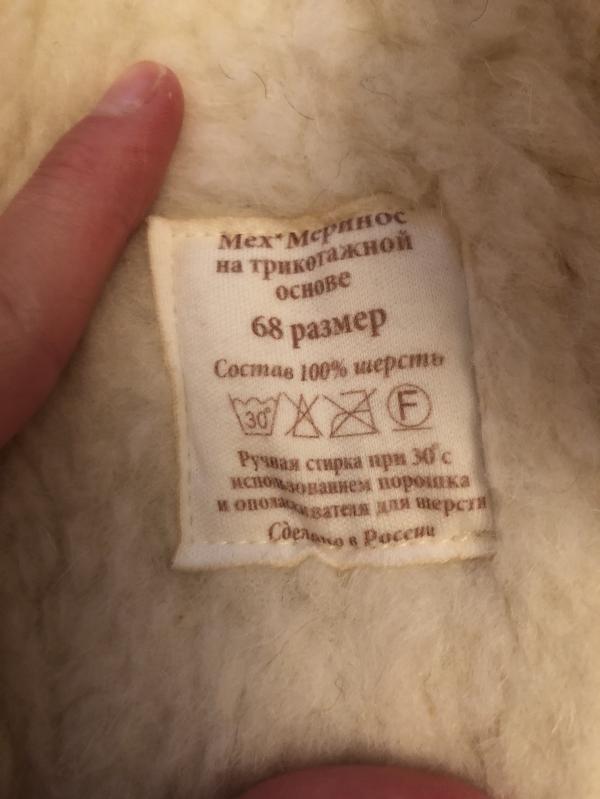 Мех*Меринос
на трикотажной
основе
68 размер
Состав 100% шерсть
30°
F
Ручная стирка при 30°с
использованием порошка
и ополаскивателя для шерсти
Сделано в России